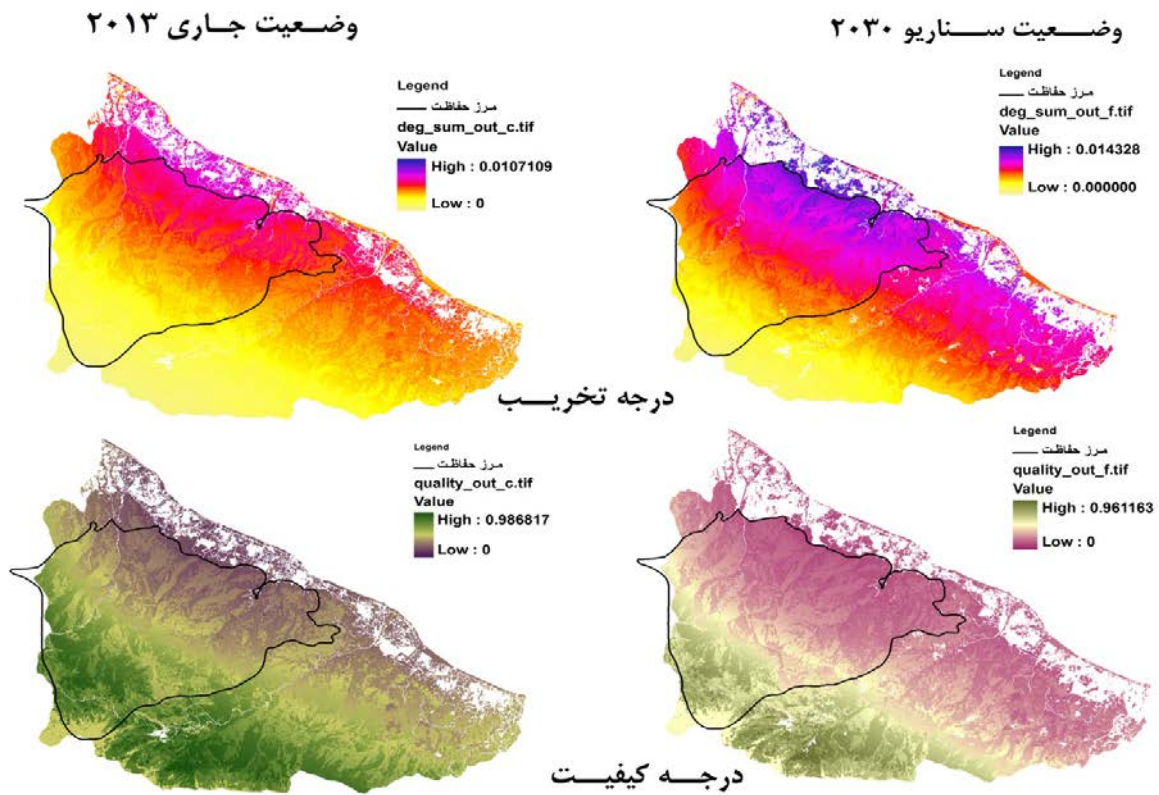 وضعیت جاری ۲۰۱۳
وضعیت سناریو ۲۰۳۰
Legend
مرز حفاظت
deg_sum_out_c.tif
Value
High : 0.0107109
Low : 0
Legend
مرز حفاظت
deg_sum_out_f.tif
Value
High : 0.014328
Low : 0.000000
درجه تخریب
Legend
مرز حفاظت
quality_out_c.tif
Value
High : 0.986817
Low : 0
Legend
مرز حفاظت
quality_out_f.tif
Value
High : 0.961163
Low : 0
درجه کیفیت